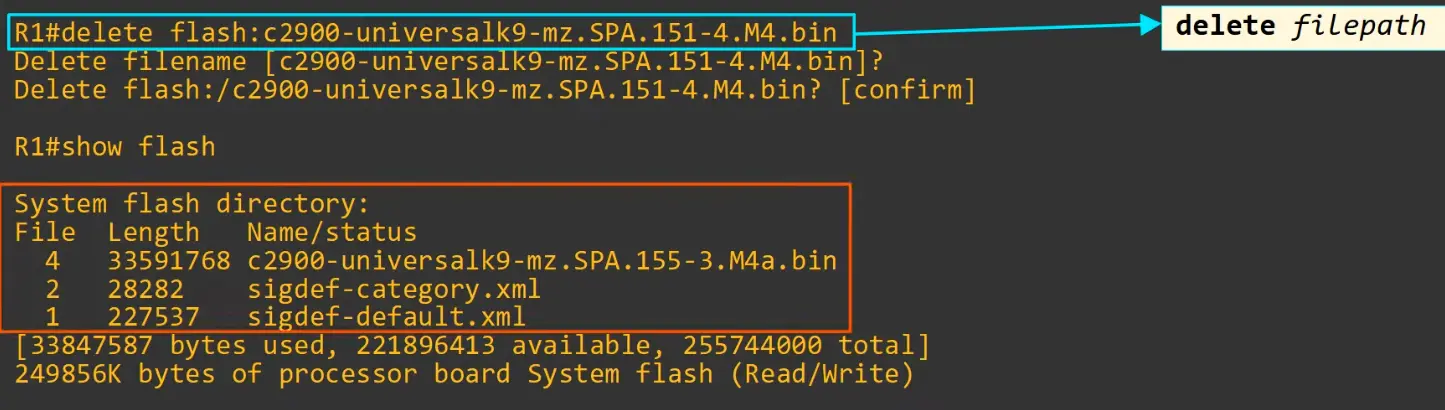 R1#delete flash:c2900-universalk9-mz.SPA.151-4.M4.bin
delete filepath
Delete filename [c2900-universalk9-mz.SPA.151-4.M4.bin]?
Delete flash:/c2900-universalk9-mz.SPA.151-4.M4.bin? [confirm]
R1#show flash
System flash directory:
File  Length   Name/status
  4   33591768 c2900-universalk9-mz.SPA.155-3.M4a.bin
  2   28282    sigdef-category.xml
  1   227537   sigdef-default.xml
[33847587 bytes used, 221896413 available, 255744000 total]
249856K bytes of processor board System flash (Read/Write)